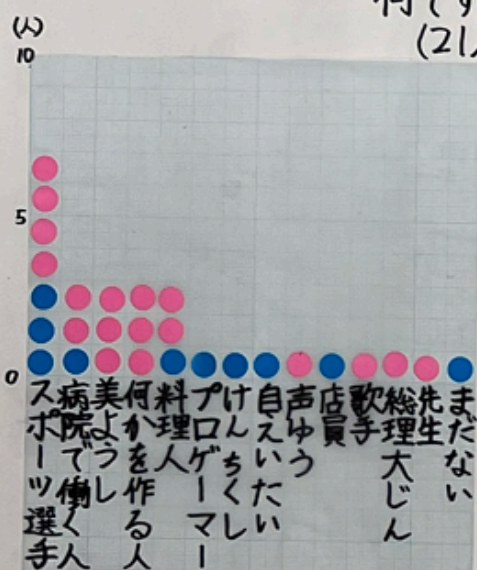 (人)
10
5
0
(21人
スポーツ選手
病院で働く人
美ようし
何かを作る人
料理人
プロゲーマー
けんちくし
自えいたい
声ゆう
店員
歌手
総理大じん
先生
まだない